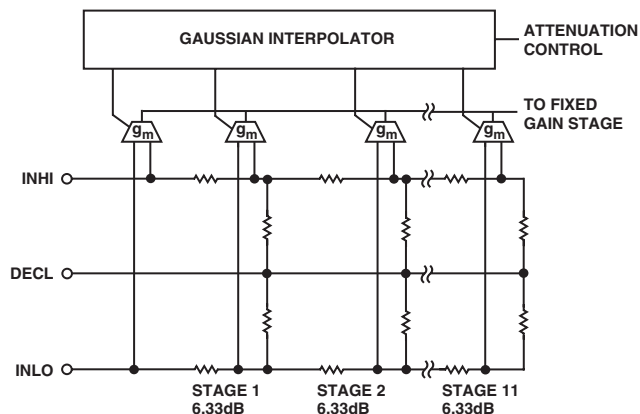 GAUSSIAN INTERPOLATOR
ATTENUATION
CONTROL
TO FIXED
GAIN STAGE
gm
gm
gm
gm
INHI
DECL
INLO
STAGE 1
6.33dB
STAGE 2
6.33dB
STAGE 11
6.33dB